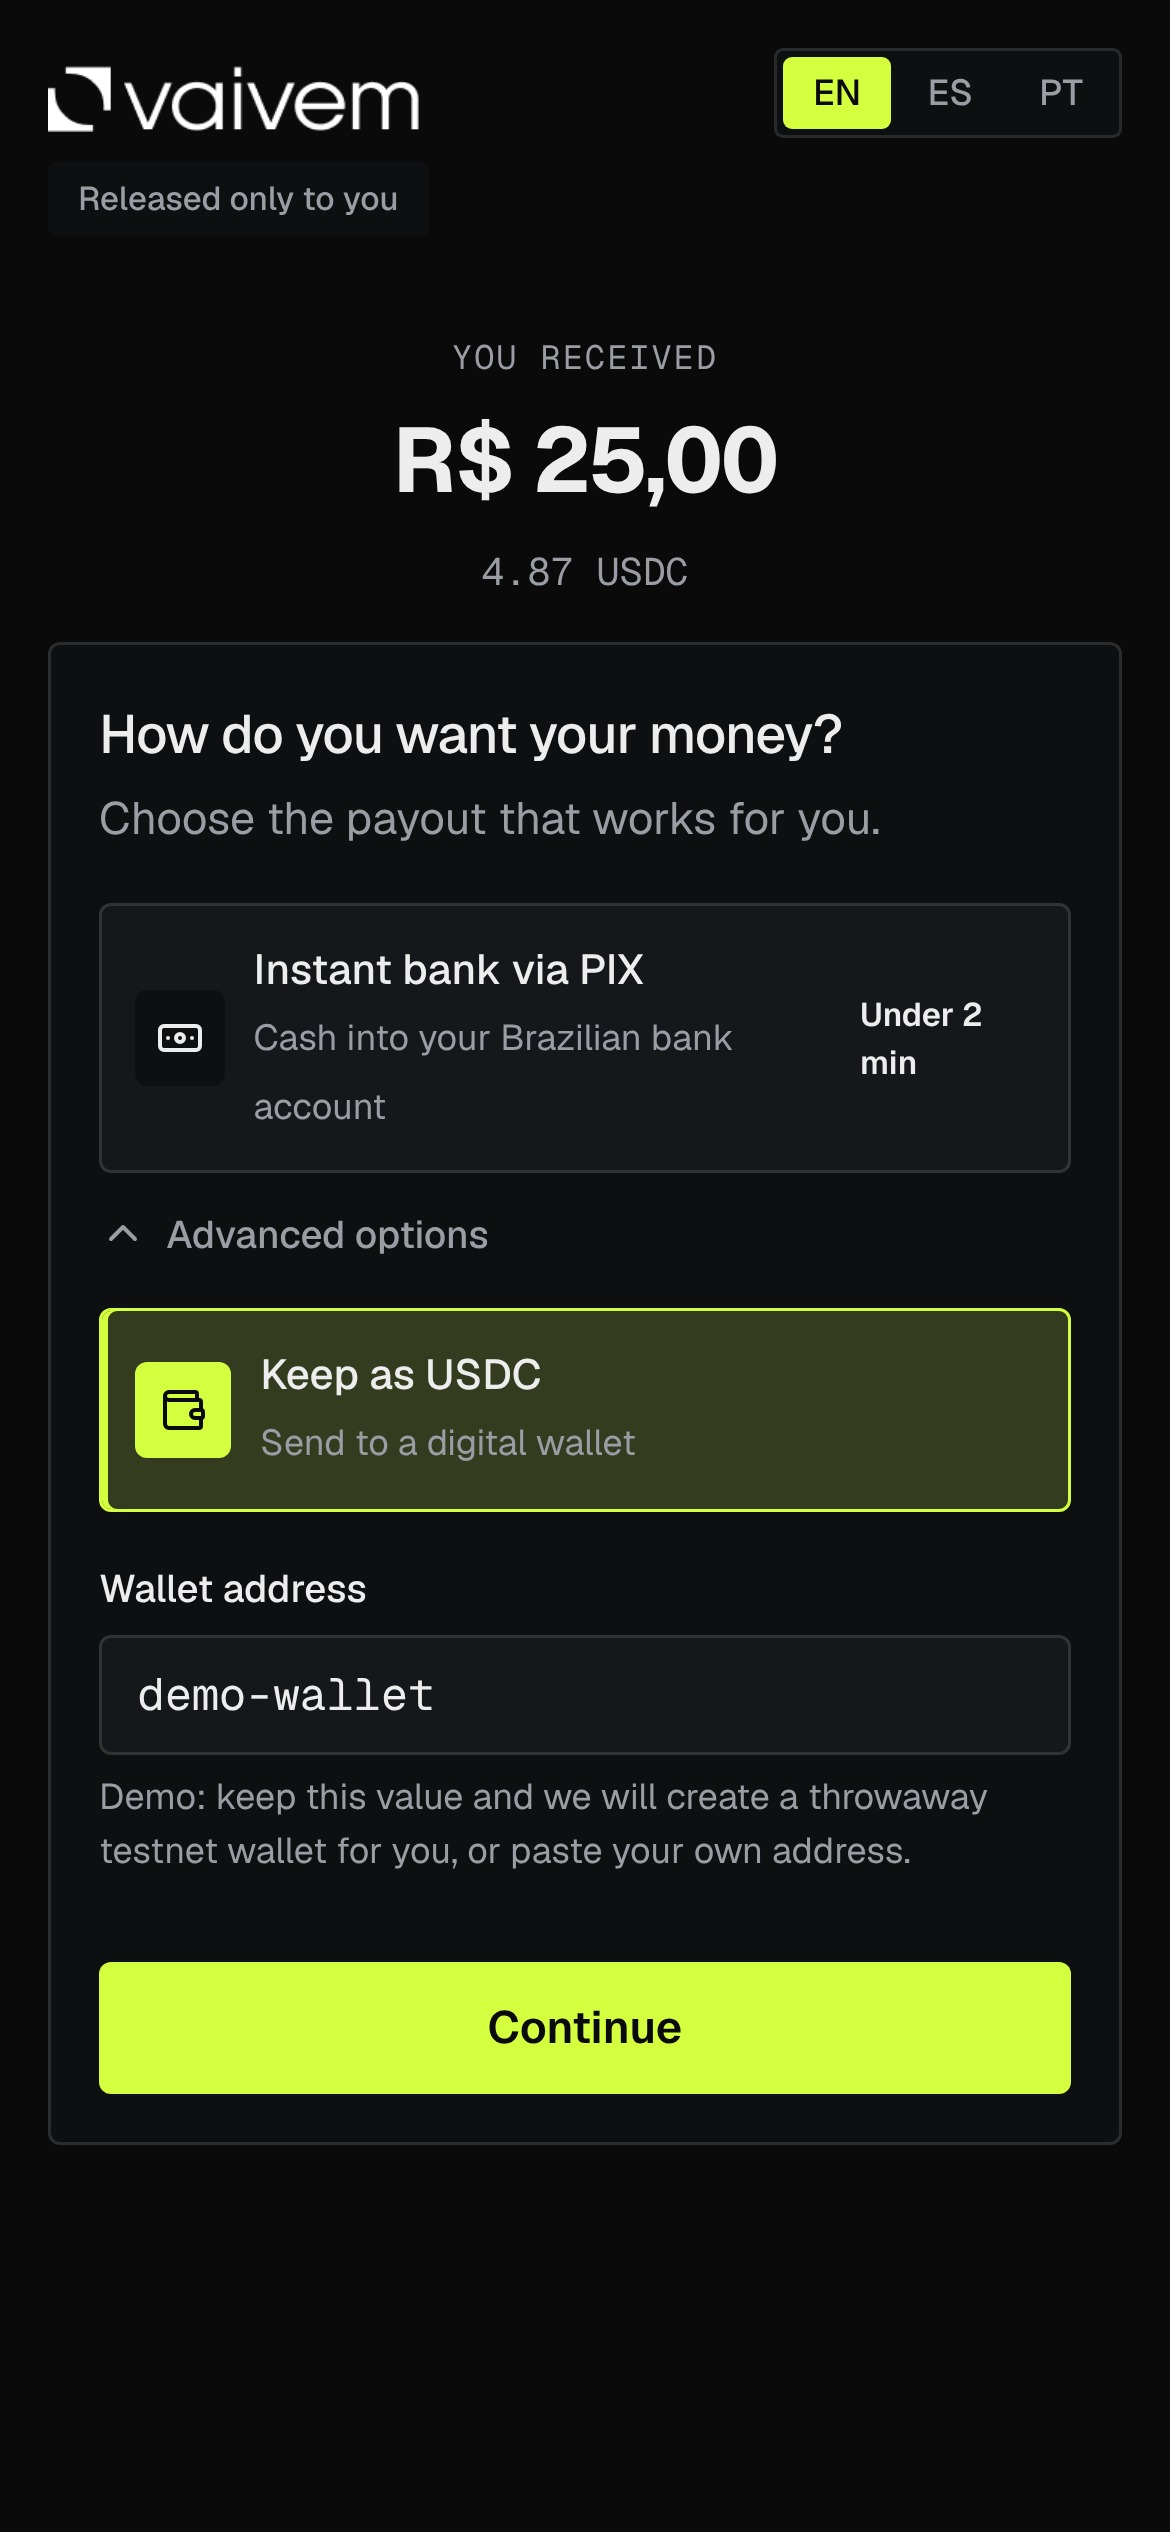 vaivem
EN ES PT
Released only to you
YOU RECEIVED
R$ 25,00
4.87 USDC
How do you want your money?
Choose the payout that works for you.
Instant bank via PIX
Cash into your Brazilian bank
account
Under 2
min
Advanced options
Keep as USDC
Send to a digital wallet
Wallet address
demo-wallet
Demo: keep this value and we will create a throwaway
testnet wallet for you, or paste your own address.
Continue